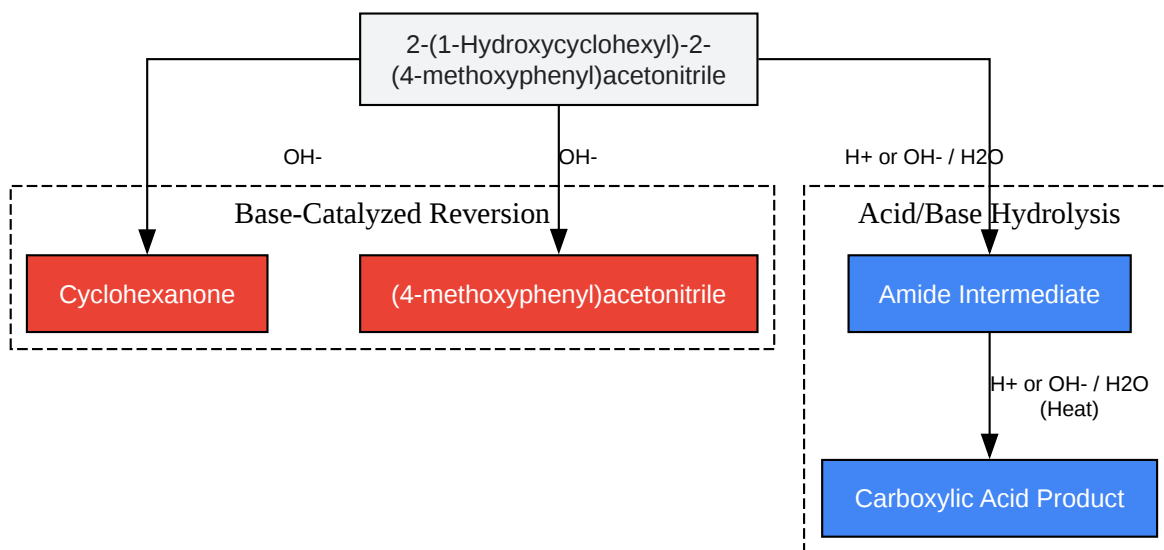 2-(1-Hydroxycyclohexyl)-2-
(4-methoxyphenyl)acetonitrile
OH-
OH-
H+ or OH- / H2O
Base-Catalyzed Reversion
Acid/Base Hydrolysis
Cyclohexanone
(4-methoxyphenyl)acetonitrile
Amide Intermediate
H+ or OH- / H2O
(Heat)
Carboxylic Acid Product